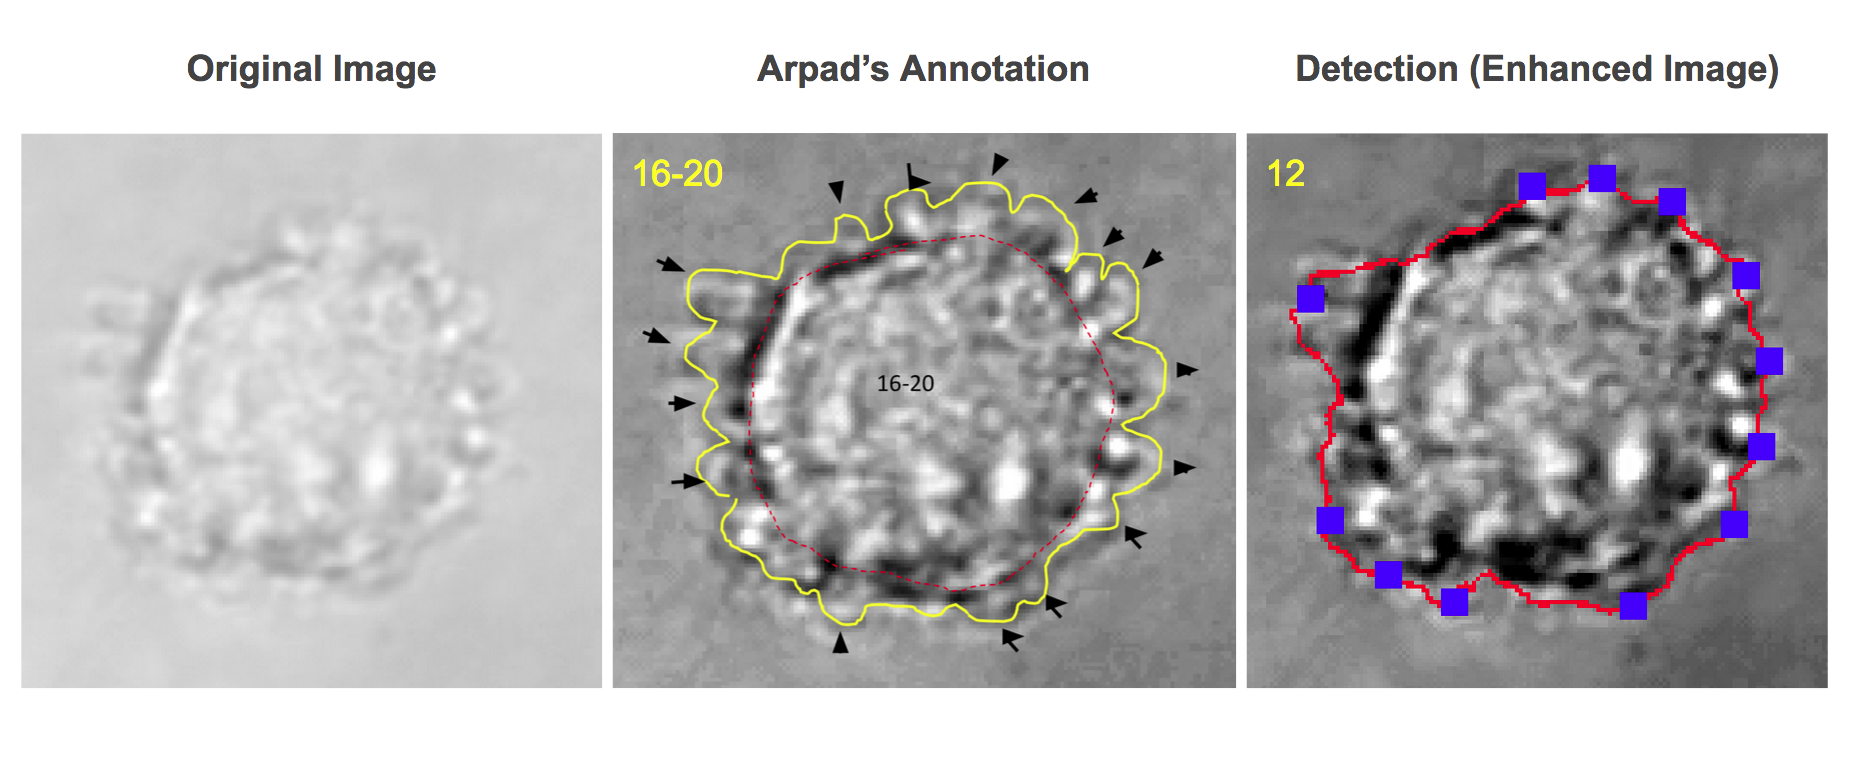 Original Image
Arpad’s Annotation
Detection (Enhanced Image)
16-20
16-20
12